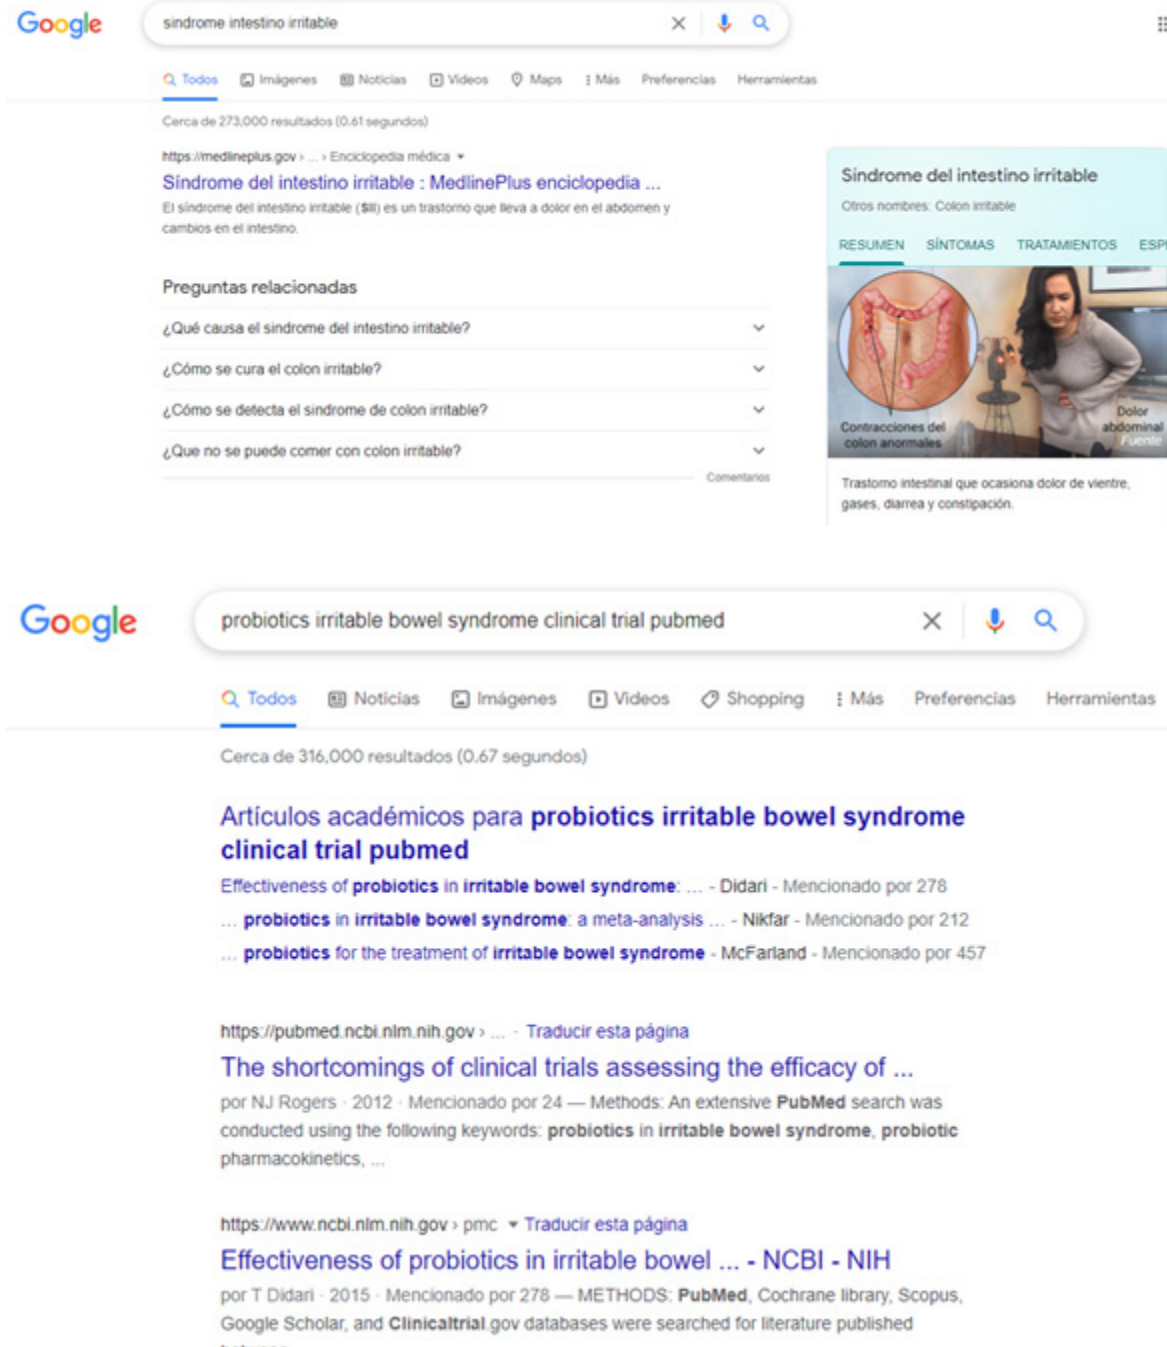 Google
sindrome intestino irritable
Todos Imágenes Noticias Videos Maps Más Preferencias Herramientas
Cerca de 273,000 resultados (0.61 segundos)
https://medlineplus.gov › ... › Enciclopedia médica
Síndrome del intestino irritable : MedlinePlus enciclopedia ...
El síndrome del intestino irritable (SII) es un trastorno que lleva a dolor en el abdomen y
cambios en el intestino.
Preguntas relacionadas
¿Qué causa el sindrome del intestino irritable?
¿Cómo se cura el colon irritable?
¿Cómo se detecta el sindrome de colon irritable?
¿Que no se puede comer con colon irritable?
Comentarios
Síndrome del intestino irritable
Otros nombres: Colon irritable
RESUMEN SÍNTOMAS TRATAMIENTOS ESP
Contracciones del
colon anormales
Dolor
abdominal
Fuente
Trastorno intestinal que ocasiona dolor de vientre,
gases, diarrea y constipación.
Google
probiotics irritable bowel syndrome clinical trial pubmed
Todos Noticias Imágenes Videos Shopping Más Preferencias Herramientas
Cerca de 316,000 resultados (0.67 segundos)
Artículos académicos para probiotics irritable bowel syndrome
clinical trial pubmed
Effectiveness of probiotics in irritable bowel syndrome: ... - Didari - Mencionado por 278
... probiotics in irritable bowel syndrome: a meta-analysis ... - Nikfar - Mencionado por 212
... probiotics for the treatment of irritable bowel syndrome - McFarland - Mencionado por 457
https://pubmed.ncbi.nlm.nih.gov › ... · Traducir esta página
The shortcomings of clinical trials assessing the efficacy of ...
por NJ Rogers · 2012 · Mencionado por 24 — Methods: An extensive PubMed search was
conducted using the following keywords: probiotics in irritable bowel syndrome, probiotic
pharmacokinetics, ...
https://www.ncbi.nlm.nih.gov › pmc Traducir esta página
Effectiveness of probiotics in irritable bowel ... - NCBI - NIH
por T Didari · 2015 · Mencionado por 278 — METHODS: PubMed, Cochrane library, Scopus,
Google Scholar, and Clinicaltrial.gov databases were searched for literature published